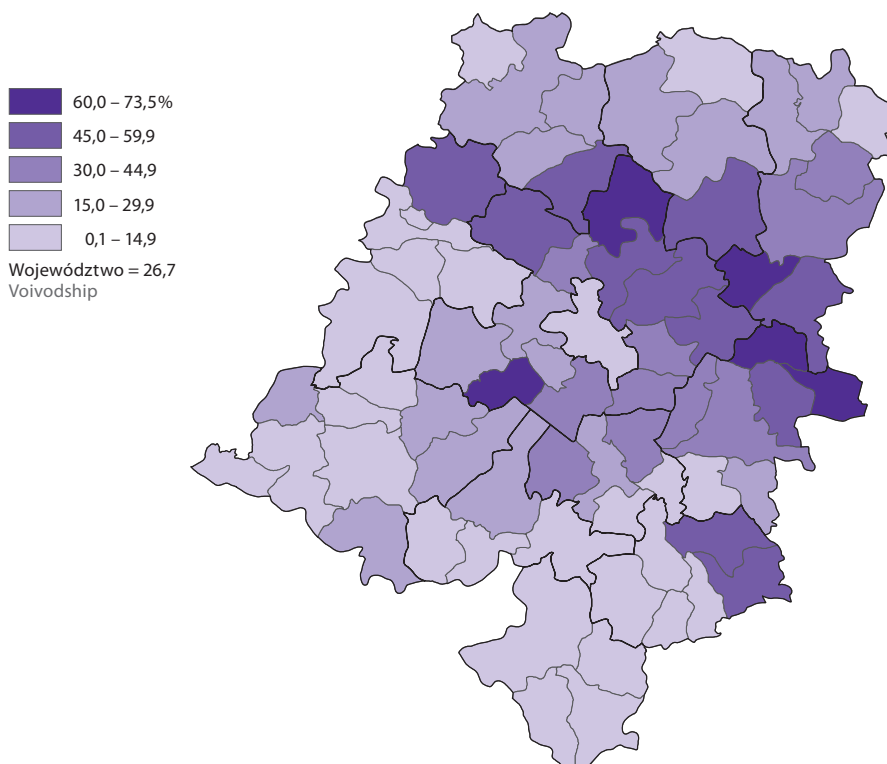 60,0 – 73,5%
45,0 – 59,9
30,0 – 44,9
15,0 – 29,9
0,1 – 14,9
Województwo = 26,7
Voivodship